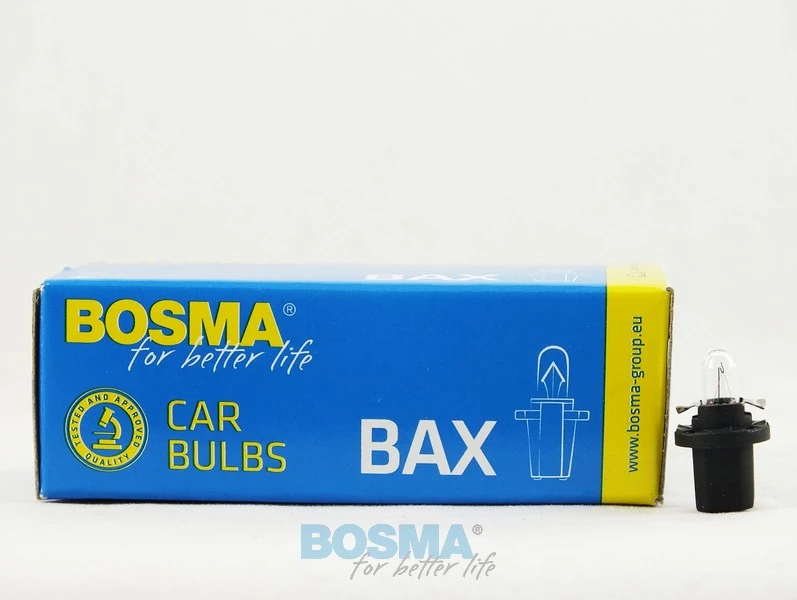 BAX
BOSMA®
for better life
TESTED AND APPROVED
QUALITY
CAR
BULBS
BAX
www.bosma-group.eu
BOSMA®
for better life